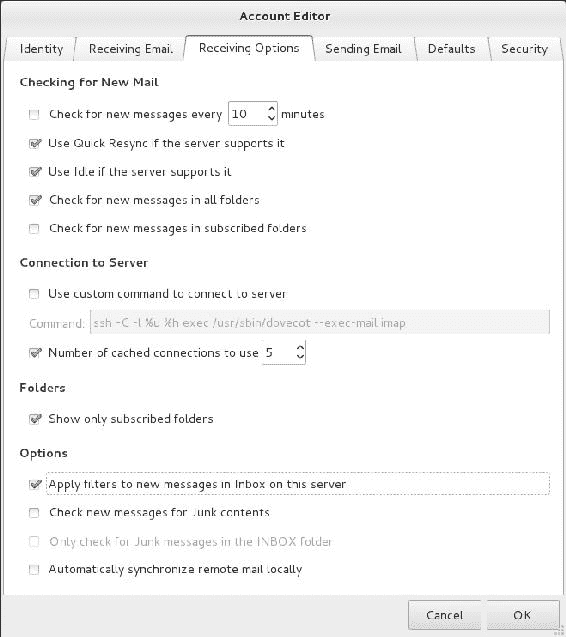 Account Editor
Identity Receiving Email Receiving Options Sending Email Defaults Security
Checking for New Mail
Check for new messages every 10 minutes
Use Quick Resync if the server supports it
Use Idle if the server supports it
Check for new messages in all folders
Check for new messages in subscribed folders
Connection to Server
Use custom command to connect to server
Command: ssh -C -l %u %h exec /usr/sbin/dovecot --exec-mail imap
Number of cached connections to use 5
Folders
Show only subscribed folders
Options
Apply filters to new messages in Inbox on this server
Check new messages for Junk contents
Only check for Junk messages in the INBOX folder
Automatically synchronize remote mail locally
Cancel OK